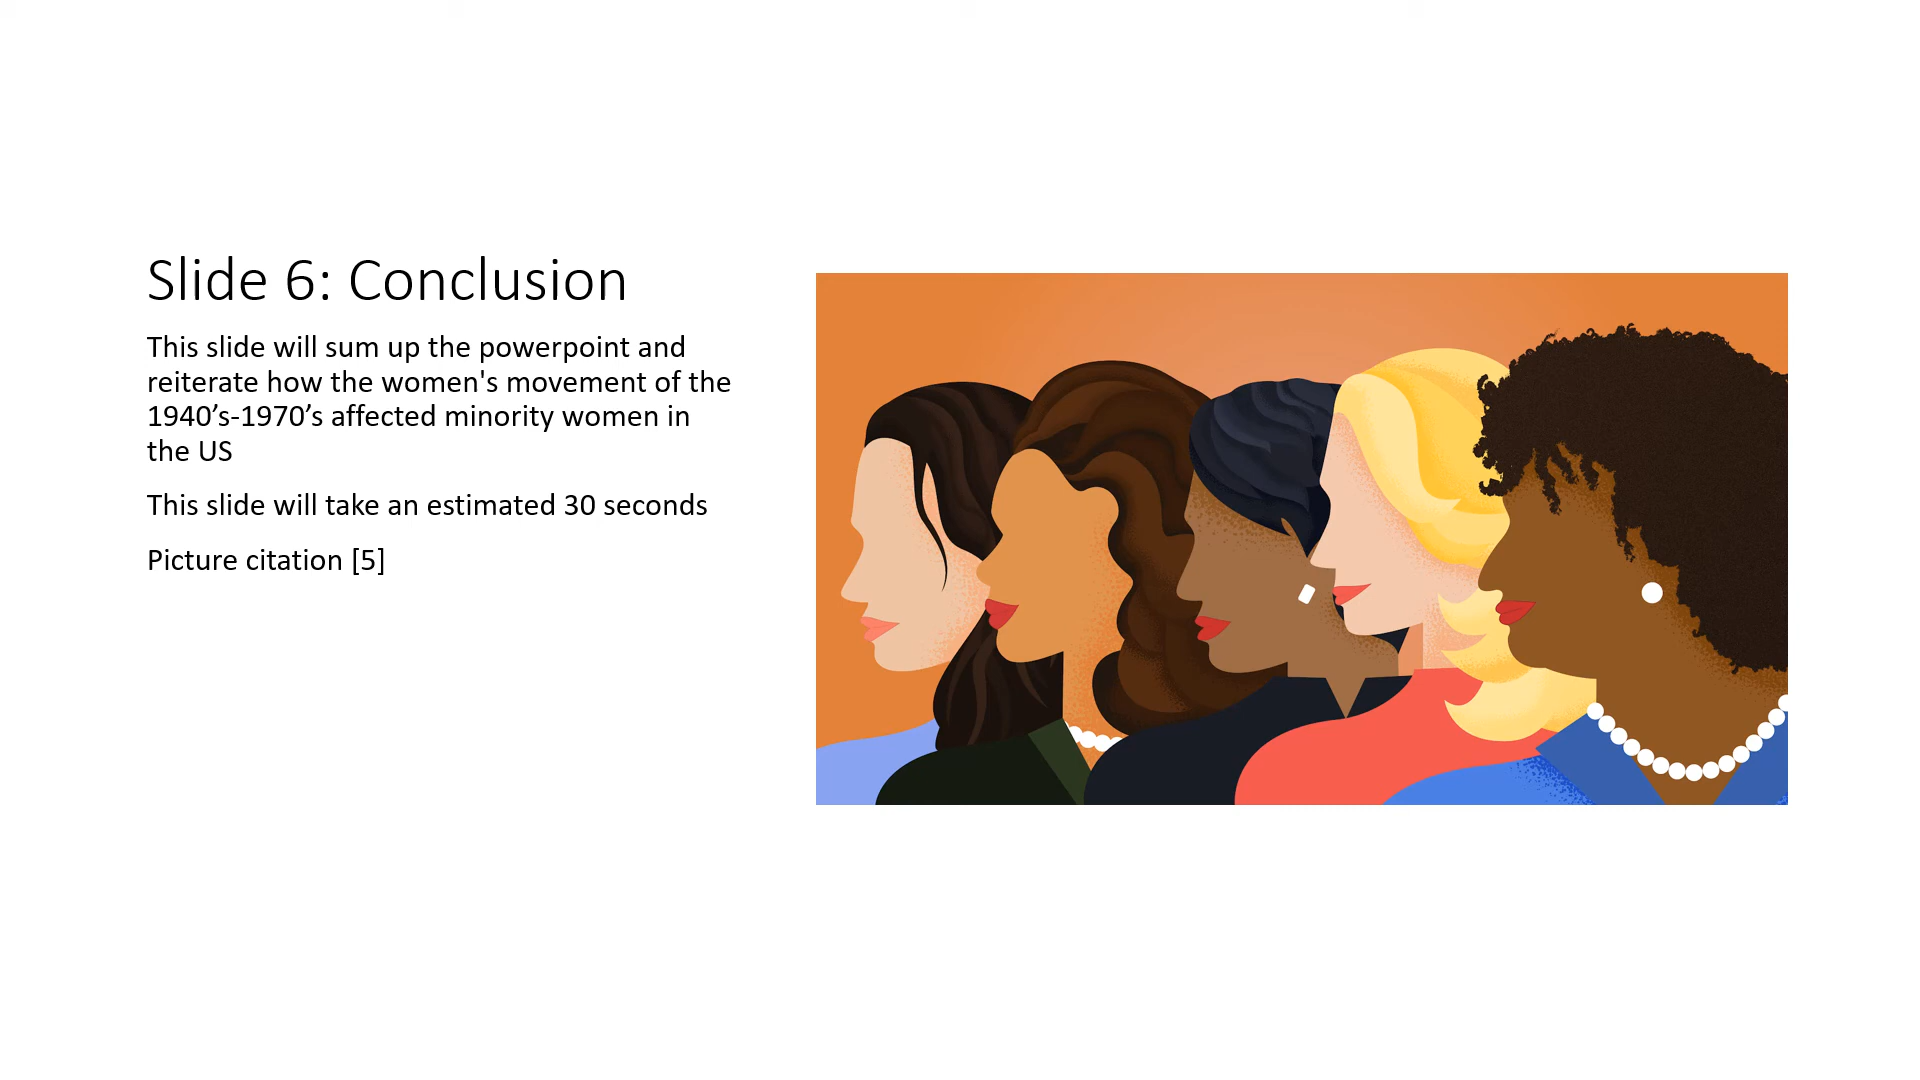 Slide 6: Conclusion
This slide will sum up the powerpoint and
reiterate how the women's movement of the
1940’s-1970’s affected minority women in
the US
This slide will take an estimated 30 seconds
Picture citation [5]